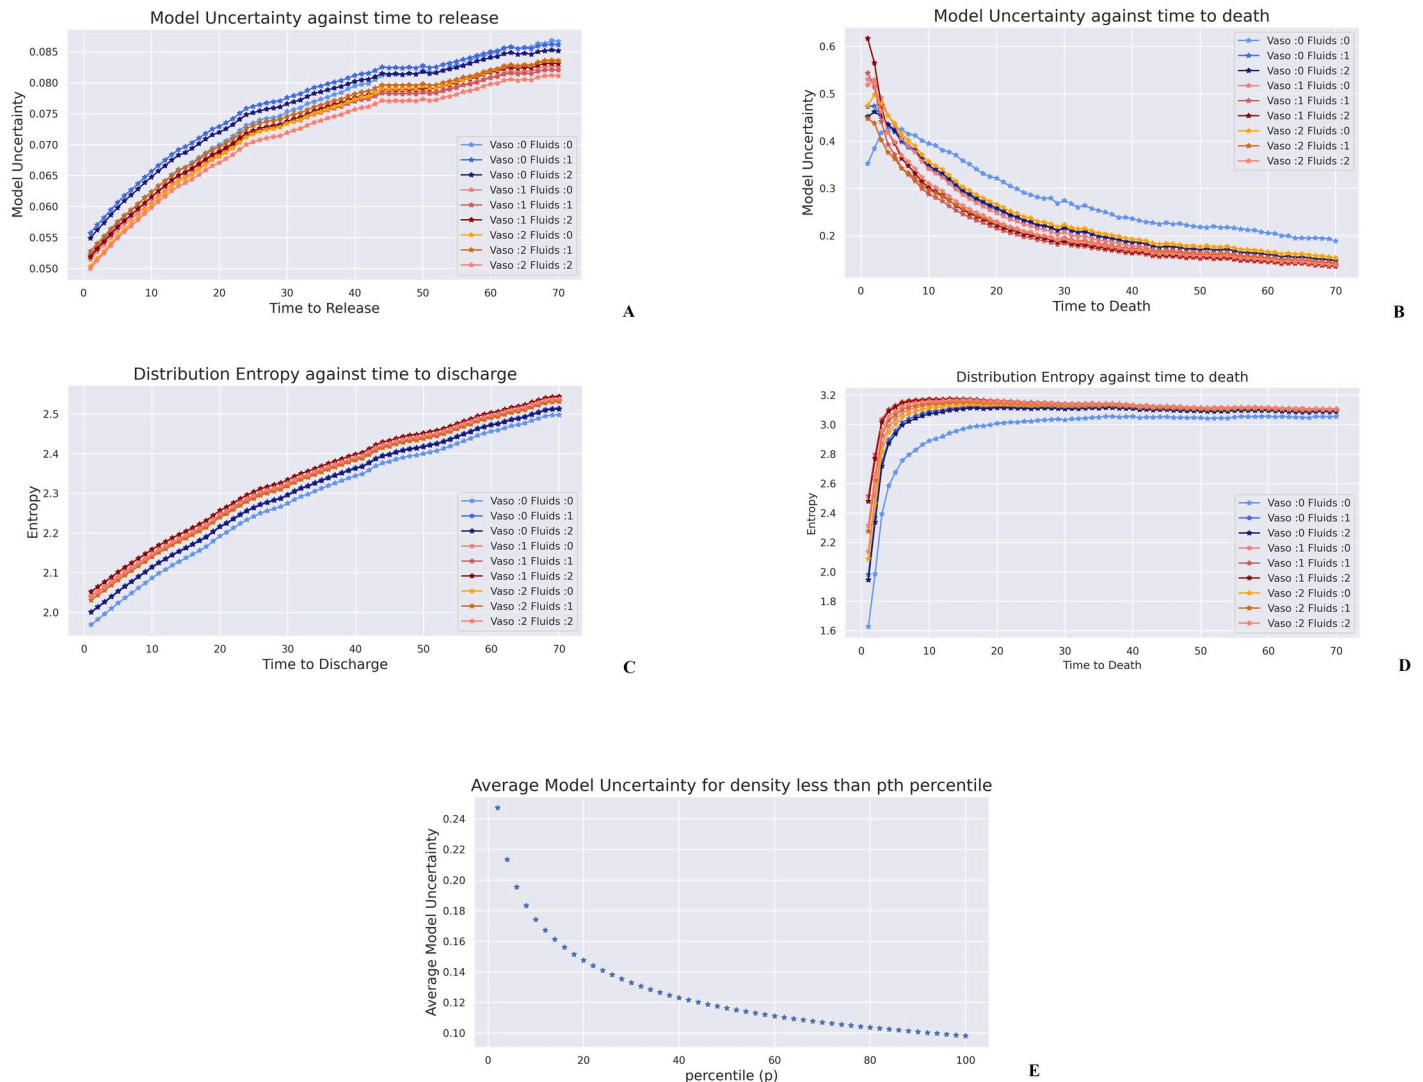 Model Uncertainty against time to release
Model Uncertainty
0.085
0.080
0.075
0.070
0.065
0.060
0.055
0.050
Vaso :0 Fluids :0
Vaso :0 Fluids :1
Vaso :0 Fluids :2
Vaso :1 Fluids :0
Vaso :1 Fluids :1
Vaso :1 Fluids :2
Vaso :2 Fluids :0
Vaso :2 Fluids :1
Vaso :2 Fluids :2
0 10 20 30 40 50 60 70
Time to Release
A
Model Uncertainty against time to death
Model Uncertainty
0.6
0.5
0.4
0.3
0.2
Vaso :0 Fluids :0
Vaso :0 Fluids :1
Vaso :0 Fluids :2
Vaso :1 Fluids :0
Vaso :1 Fluids :1
Vaso :1 Fluids :2
Vaso :2 Fluids :0
Vaso :2 Fluids :1
Vaso :2 Fluids :2
0 10 20 30 40 50 60 70
Time to Death
B
Distribution Entropy against time to discharge
Entropy
2.5
2.4
2.3
2.2
2.1
2.0
Vaso :0 Fluids :0
Vaso :0 Fluids :1
Vaso :0 Fluids :2
Vaso :1 Fluids :0
Vaso :1 Fluids :1
Vaso :1 Fluids :2
Vaso :2 Fluids :0
Vaso :2 Fluids :1
Vaso :2 Fluids :2
0 10 20 30 40 50 60 70
Time to Discharge
C
Distribution Entropy against time to death
Entropy
3.2
3.0
2.8
2.6
2.4
2.2
2.0
1.8
1.6
Vaso :0 Fluids :0
Vaso :0 Fluids :1
Vaso :0 Fluids :2
Vaso :1 Fluids :0
Vaso :1 Fluids :1
Vaso :1 Fluids :2
Vaso :2 Fluids :0
Vaso :2 Fluids :1
Vaso :2 Fluids :2
0 10 20 30 40 50 60 70
Time to Death
D
Average Model Uncertainty for density less than pth percentile
Average Model Uncertainty
0.24
0.22
0.20
0.18
0.16
0.14
0.12
0.10
0 20 40 60 80 100
percentile (p)
E